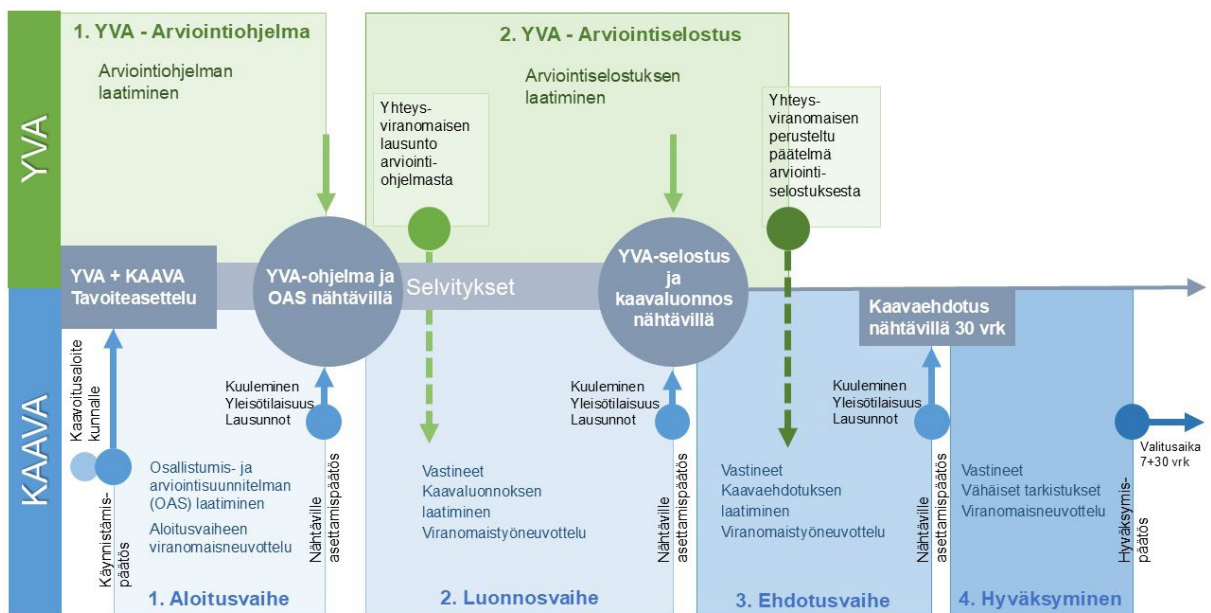 YVA
1. YVA - Arviointiohjelma
Arviointiohjelman
laatiminen
2. YVA - Arviointiselostus
Arviointiselostuksen
laatiminen
Yhteys-
viranomaisen
lausunto
arviointi-
ohjelmasta
Yhteys-
viranomaisen
perusteltu
päätelmä
arviointi-
selostuksesta
YVA + KAAVA
Tavoiteasettelu
YVA-ohjelma ja
OAS nähtävillä
Selvitykset
YVA-selostus
ja
kaavaluonnos
nähtävillä
Kaavaehdotus
nähtävillä 30 vrk
KAAVA
Kaavoitusaloite
kunnalle
Käynnistämis-
päätös
Osallistumis- ja
arviointisuunnitelman
(OAS) laatiminen
Aloitusvaiheen
viranomaisneuvottelu
Kuuleminen
Yleisötilaisuus
Lausunnot
Nähtäville
asettamispäätös
1. Aloitusvaihe
Vastineet
Kaavaluonnoksen
laatiminen
Viranomaistyöneuvottelu
Kuuleminen
Yleisötilaisuus
Lausunnot
Nähtäville
asettamispäätös
2. Luonnosvaihe
Vastineet
Kaavaehdotuksen
laatiminen
Viranomaistyöneuvottelu
Kuuleminen
Yleisötilaisuus
Lausunnot
Nähtäville
asettamispäätös
3. Ehdotusvaihe
Vastineet
Vähäiset tarkistukset
Viranomaisneuvottelu
Hyväksymis-
päätös
Valitusaika
7+30 vrk
4. Hyväksyminen